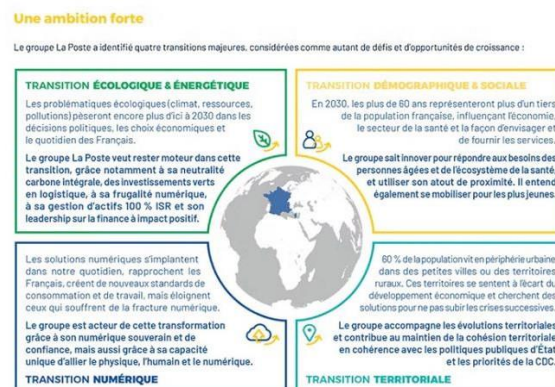 Une ambition forte
Le groupe La Poste a identifié quatre transitions majeures, considérées comme autant de défis et d'opportunités de croissance :
TRANSITION ÉCOLOGIQUE & ÉNERGÉTIQUE
Les problématiques écologiques (climat, ressources,
pollutions) pèseront encore plus d'ici à 2030 dans les
décisions politiques, les choix économiques et
le quotidien des Français.
Le groupe La Poste veut rester moteur dans cette
transition, grâce notamment à sa neutralité
carbone intégrale, des investissements verts
en logistique, à sa frugalité numérique,
à sa gestion d'actifs 100 % ISR et son
leadership sur la finance à impact positif.
TRANSITION DÉMOGRAPHIQUE & SOCIALE
En 2030, les plus de 60 ans représenteront plus d'un tiers
de la population française, influençant l'économie,
le secteur de la santé et la façon d'envisager et
de fournir les services.
Le groupe sait innover pour répondre aux besoins des
personnes âgées et de l'écosystème de la santé,
et utiliser son atout de proximité. Il entend
également se mobiliser pour les plus jeunes.
Les solutions numériques s'implantent
dans notre quotidien, rapprochent les
Français, créent de nouveaux standards de
consommation et de travail, mais éloignent
ceux qui souffrent de la fracture numérique.
Le groupe est acteur de cette transformation
grâce à son numérique souverain et de
confiance, mais aussi grâce à sa capacité
unique d'allier le physique, l'humain et le numérique.
TRANSITION NUMÉRIQUE
60 % de la population vit en périphérie urbaine
dans des petites villes ou des territoires
ruraux. Ces territoires se sentent à l'écart du
développement économique et cherchent des
solutions pour ne pas subir les crises successives.
Le groupe accompagne les évolutions territoriales
et contribue au maintien de la cohésion territoriale
en cohérence avec les politiques publiques d'État
et les priorités de la CDC.
TRANSITION TERRITORIALE